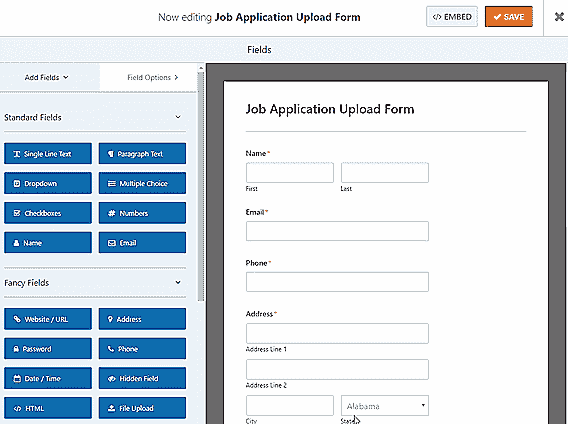 Now editing Job Application Upload Form
</> EMBED
✔ SAVE
Fields
Add Fields
Field Options
Standard Fields
Single Line Text
Paragraph Text
Dropdown
Multiple Choice
Checkboxes
# Numbers
Name
Email
Fancy Fields
Website / URL
Address
Password
Phone
Date / Time
Hidden Field
</> HTML
File Upload
Job Application Upload Form
Name*
First
Last
Email*
Phone*
Address*
Address Line 1
Address Line 2
Alabama
City
State